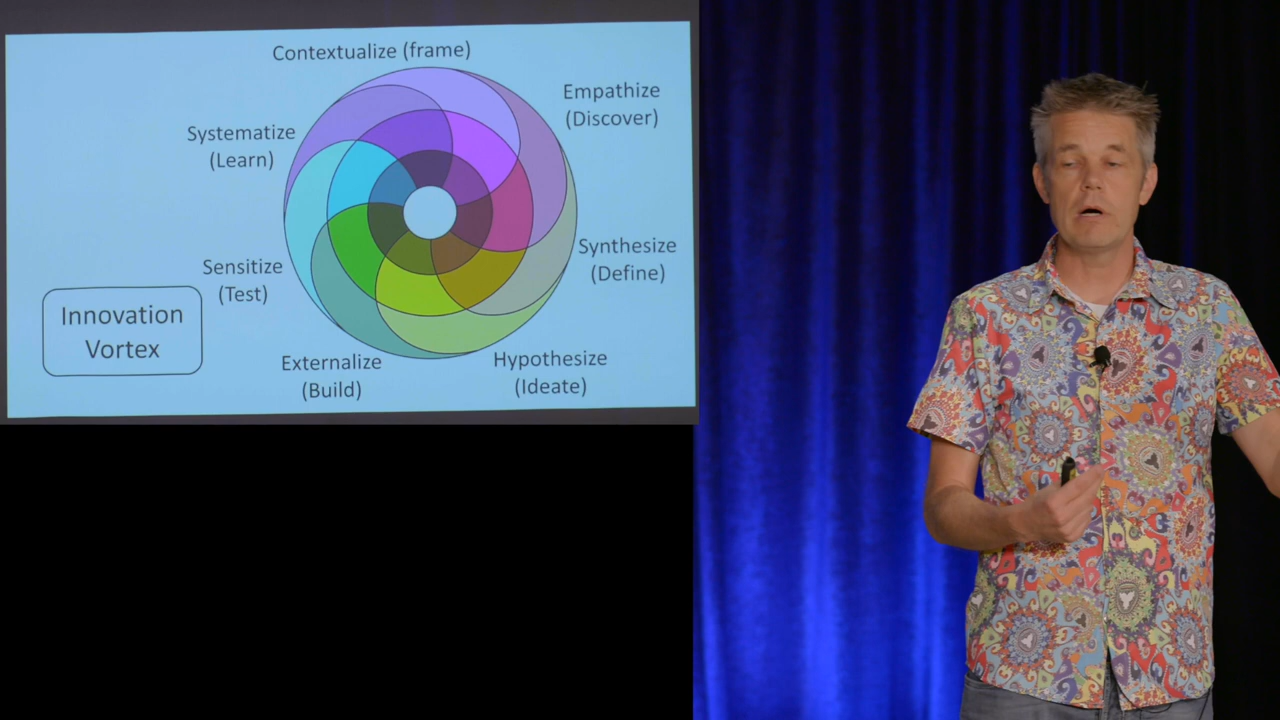 Contextualize (frame)
Empathize
(Discover)
Systematize
(Learn)
Synthesize
(Define)
Sensitize
(Test)
Innovation
Vortex
Externalize
(Build)
Hypothesize
(Ideate)